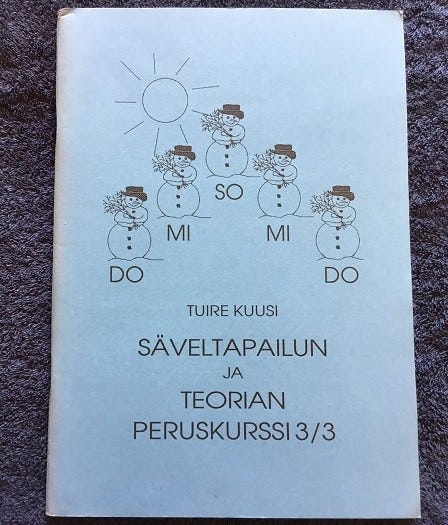 SO
MI MI
DO DO
TUIRE KUUSI
SÄVELTAPAILUN
JA
TEORIAN
PERUSKURSSI 3/3